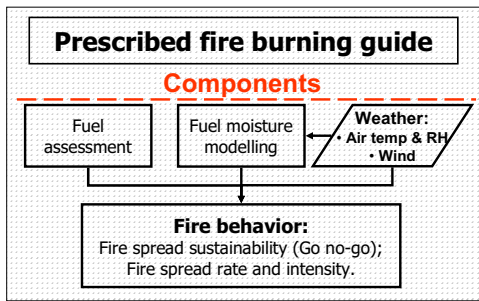 Prescribed fire burning guide
Components
Fuel
assessment
Fuel moisture
modelling
Weather:
• Air temp & RH
• Wind
Fire behavior:
Fire spread sustainability (Go no-go);
Fire spread rate and intensity.